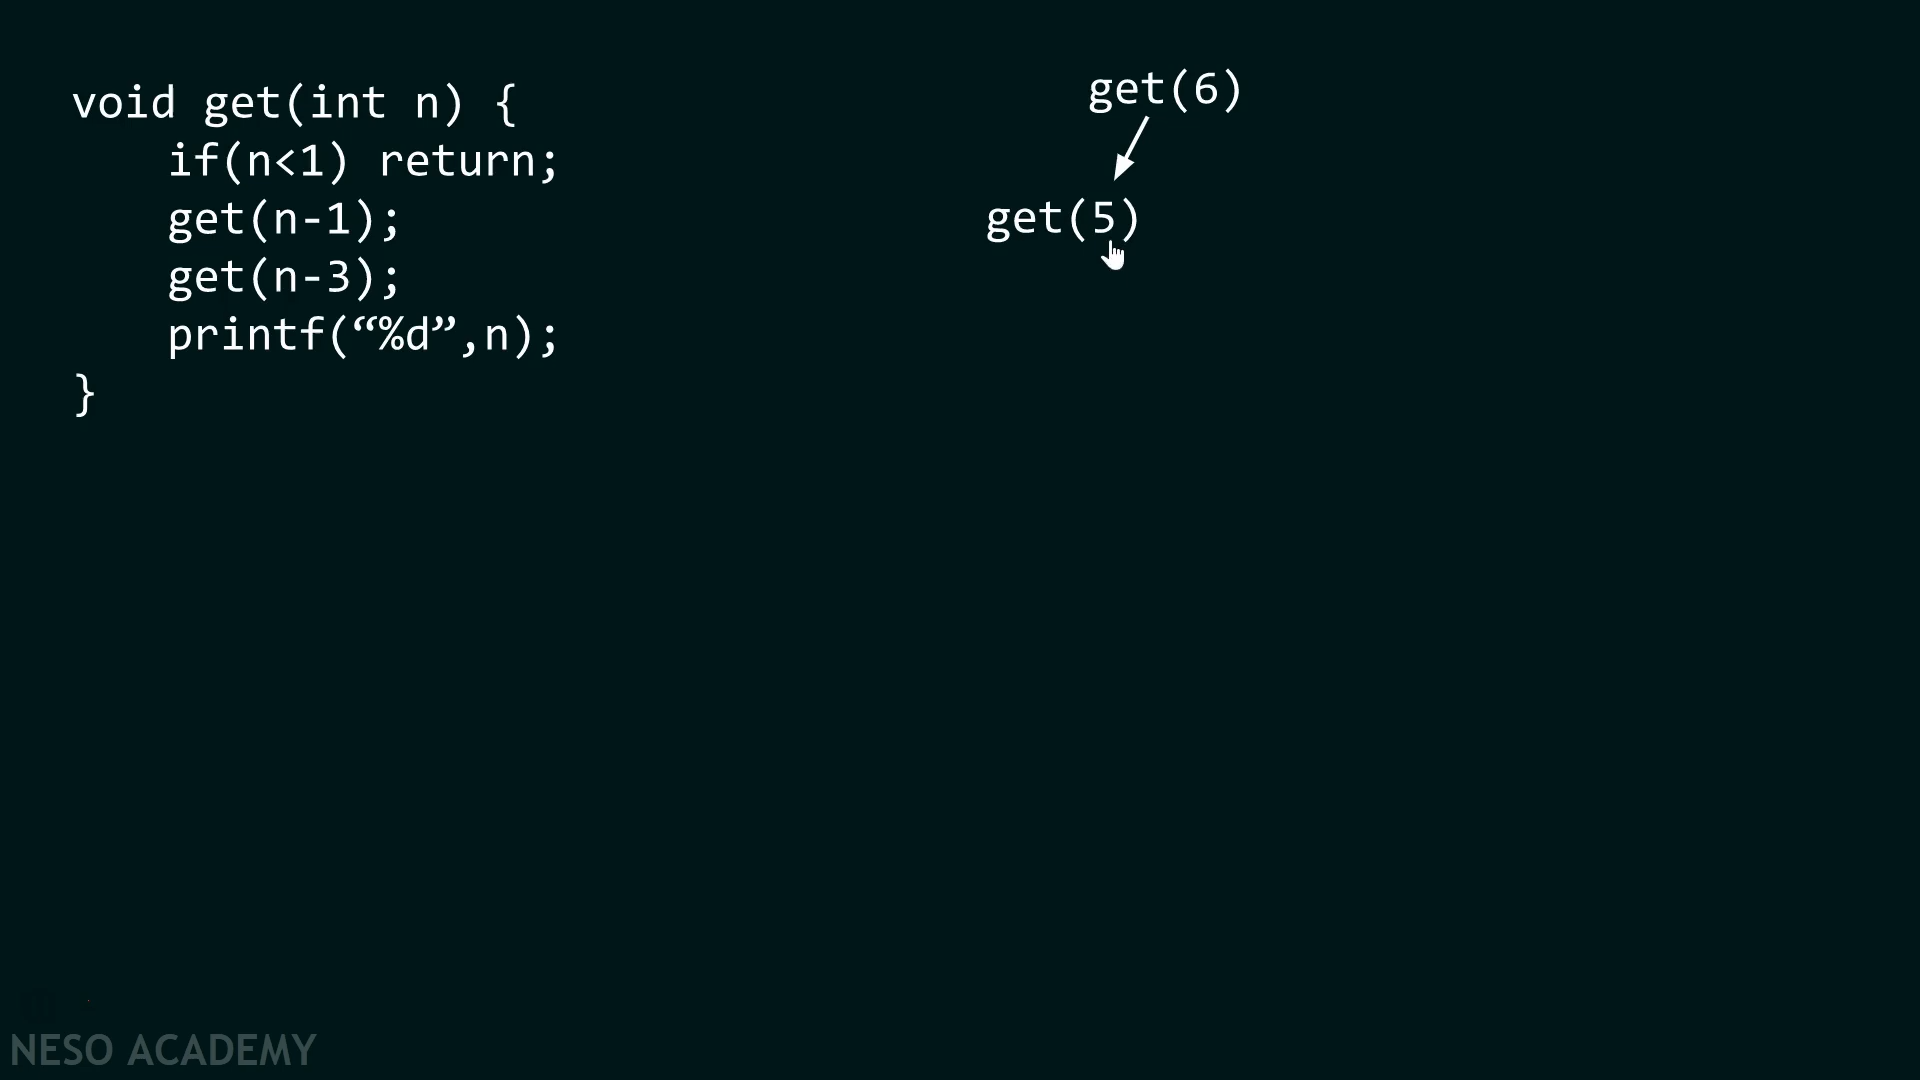 void get(int n) {
if(n<1) return;
get(n-1);
get(n-3);
printf(“%d”,n);
}
get(6)
get(5)
NESO ACADEMY